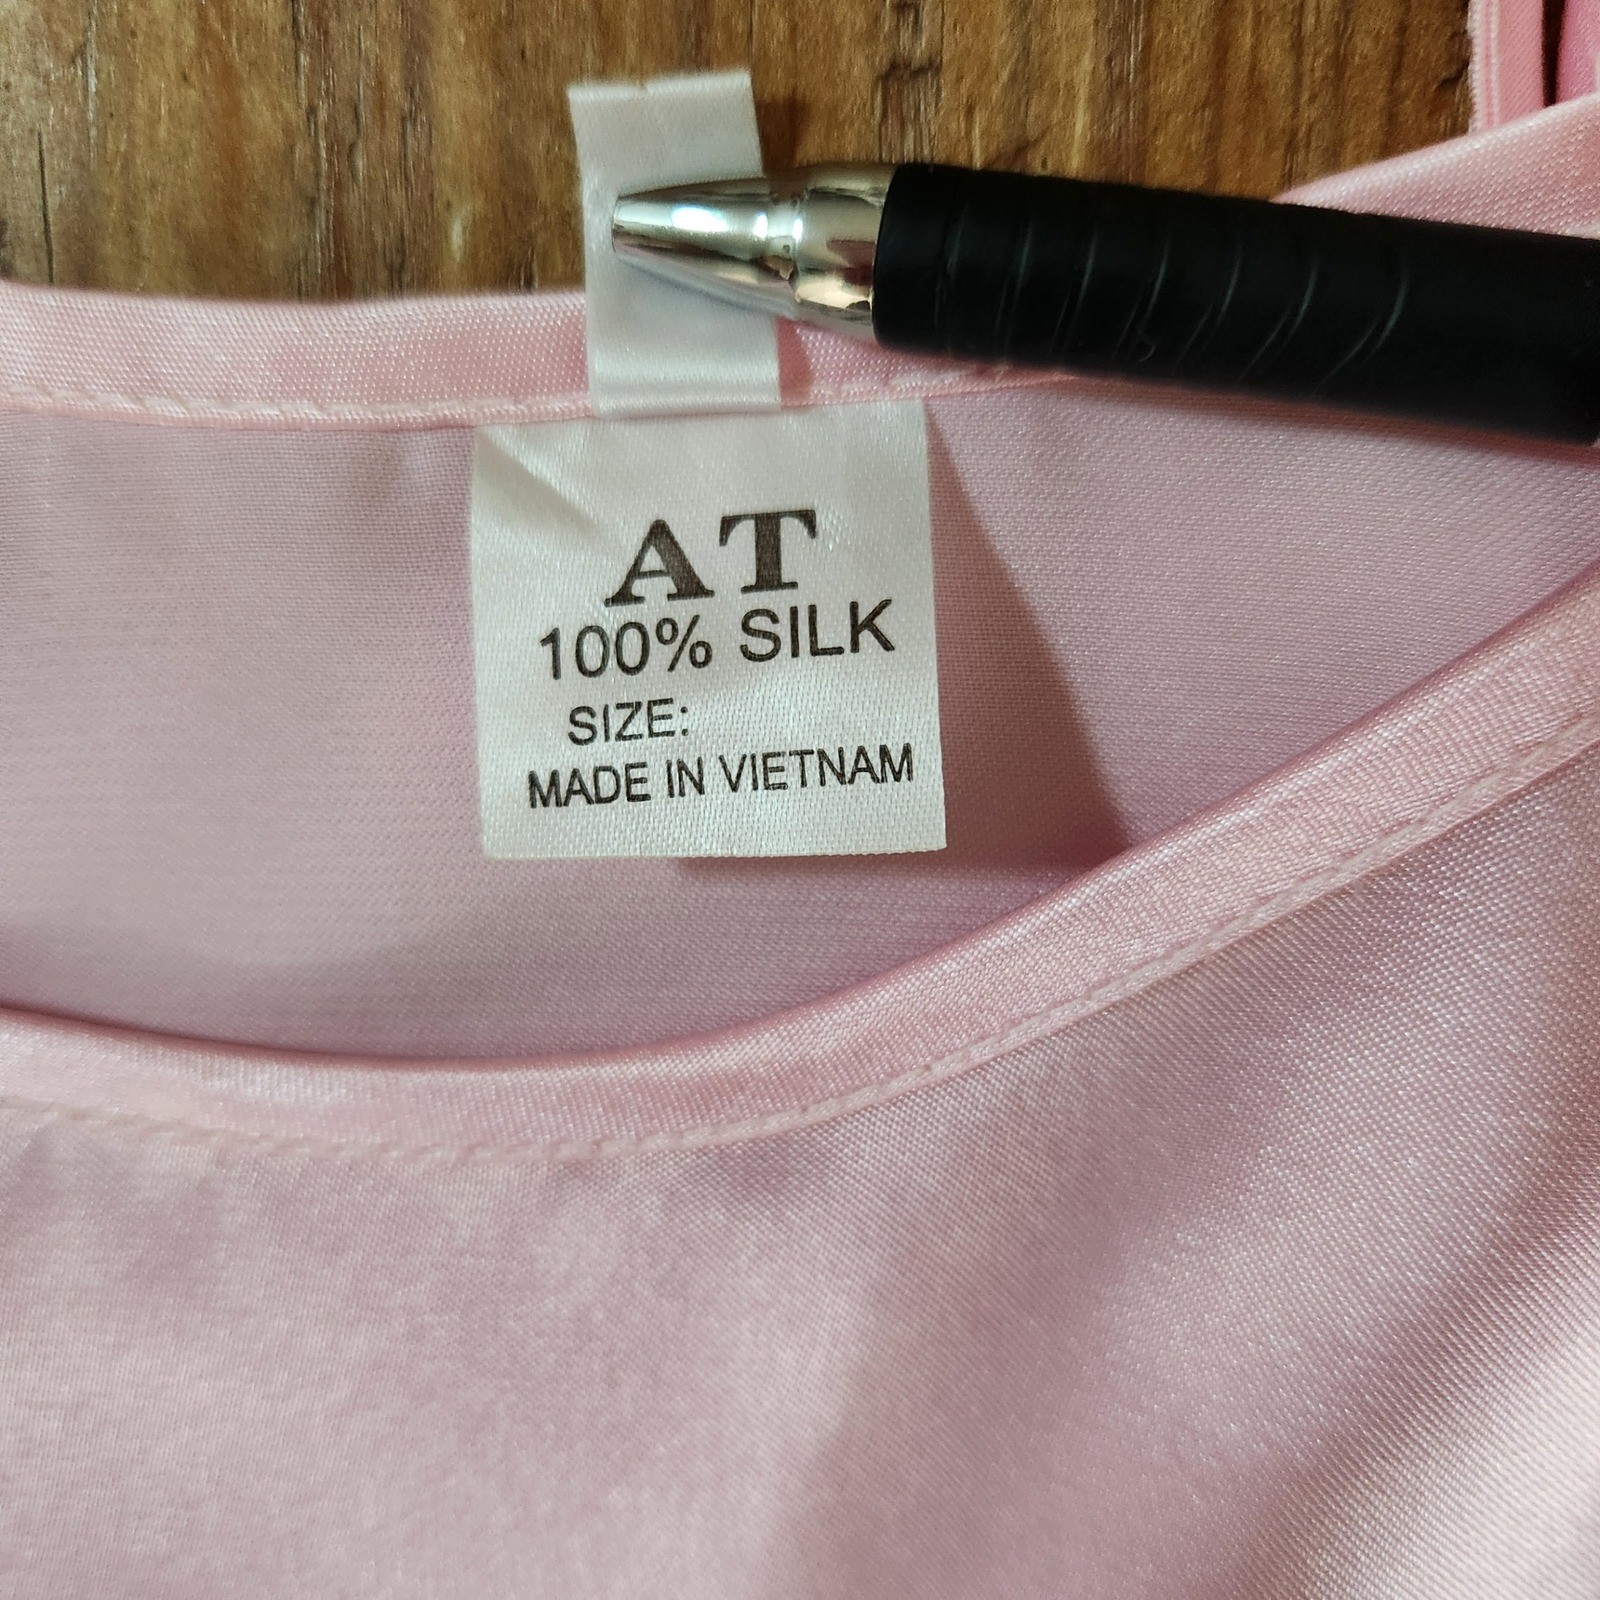 AT
100% SILK
SIZE:
MADE IN VIETNAM